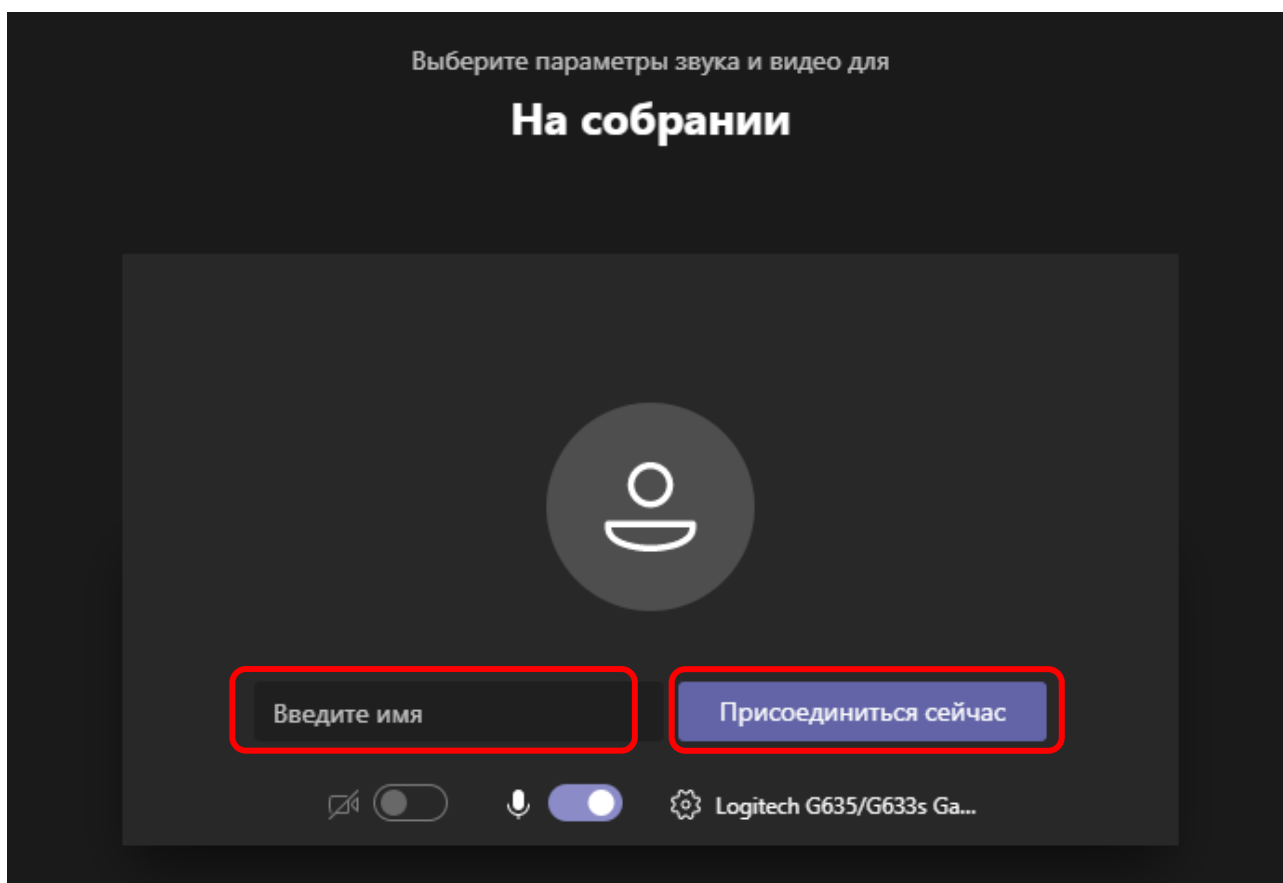 Выберите параметры звука и видео для
На собрании
Введите имя
Присоединиться сейчас
Logitech G635/G633s Ga...